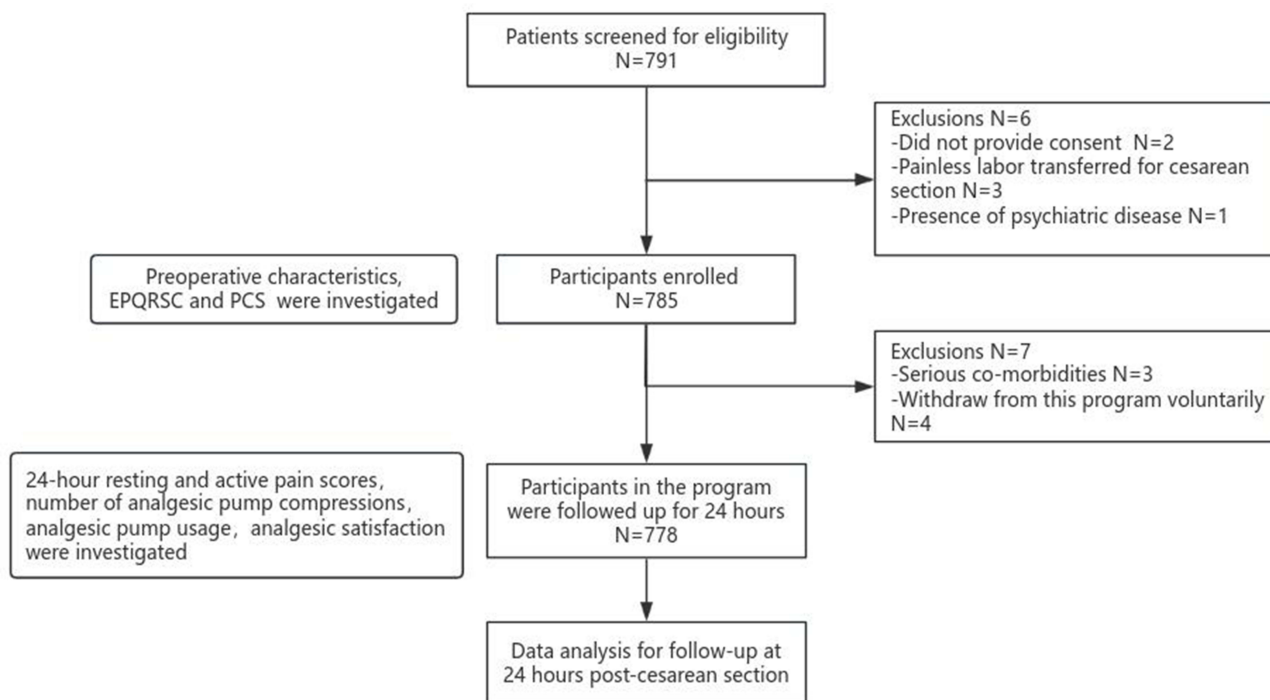 Patients screened for eligibility
N=791
Exclusions N=6
-Did not provide consent  N=2
-Painless labor transferred for cesarean
section N=3
-Presence of psychiatric disease N=1
Preoperative characteristics,
EPQRSC and PCS  were investigated
Participants enrolled
N=785
Exclusions N=7
-Serious co-morbidities N=3
-Withdraw from this program voluntarily
N=4
24-hour resting and active pain scores,
number of analgesic pump compressions,
analgesic pump usage,  analgesic satisfaction
were investigated
Participants in the program
were followed up for 24 hours
N=778
Data analysis for follow-up at
24 hours post-cesarean section